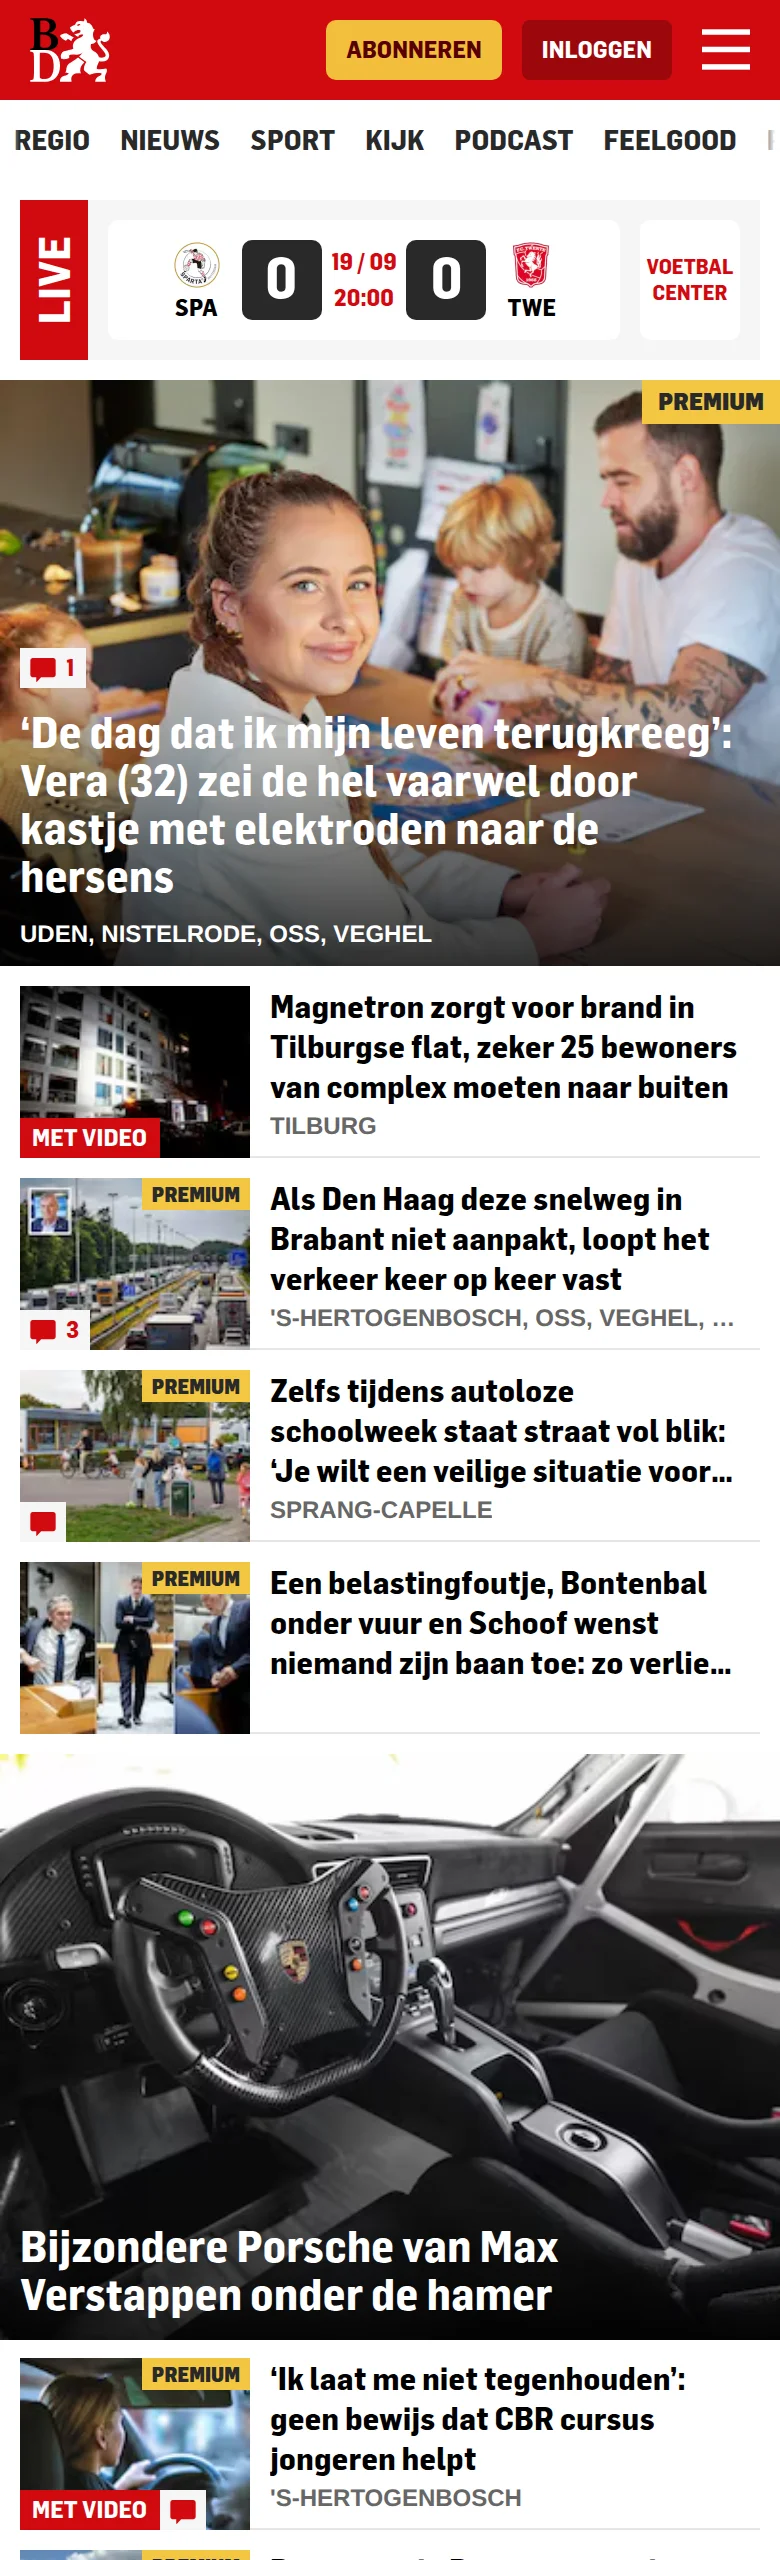 BD
ABONNEREN
INLOGGEN
REGIO NIEUWS SPORT KIJK PODCAST FEELGOOD
LIVE
SPARTA
SPA
0
19 / 09
20:00
0
TWE
VOETBAL
CENTER
PREMIUM
1
‘De dag dat ik mijn leven terugkreeg’:
Vera (32) zei de hel vaarwel door
kastje met elektroden naar de
hersens
UDEN, NISTELRODE, OSS, VEGHEL
MET VIDEO
Magnetron zorgt voor brand in
Tilburgse flat, zeker 25 bewoners
van complex moeten naar buiten
TILBURG
PREMIUM
3
Als Den Haag deze snelweg in
Brabant niet aanpakt, loopt het
verkeer keer op keer vast
'S-HERTOGENBOSCH, OSS, VEGHEL, …
PREMIUM
Zelfs tijdens autoloze
schoolweek staat straat vol blik:
‘Je wilt een veilige situatie voor…
SPRANG-CAPELLE
PREMIUM
Een belastingfoutje, Bontenbal
onder vuur en Schoof wenst
niemand zijn baan toe: zo verlie…
Bijzondere Porsche van Max
Verstappen onder de hamer
PREMIUM
MET VIDEO
‘Ik laat me niet tegenhouden’:
geen bewijs dat CBR cursus
jongeren helpt
'S-HERTOGENBOSCH